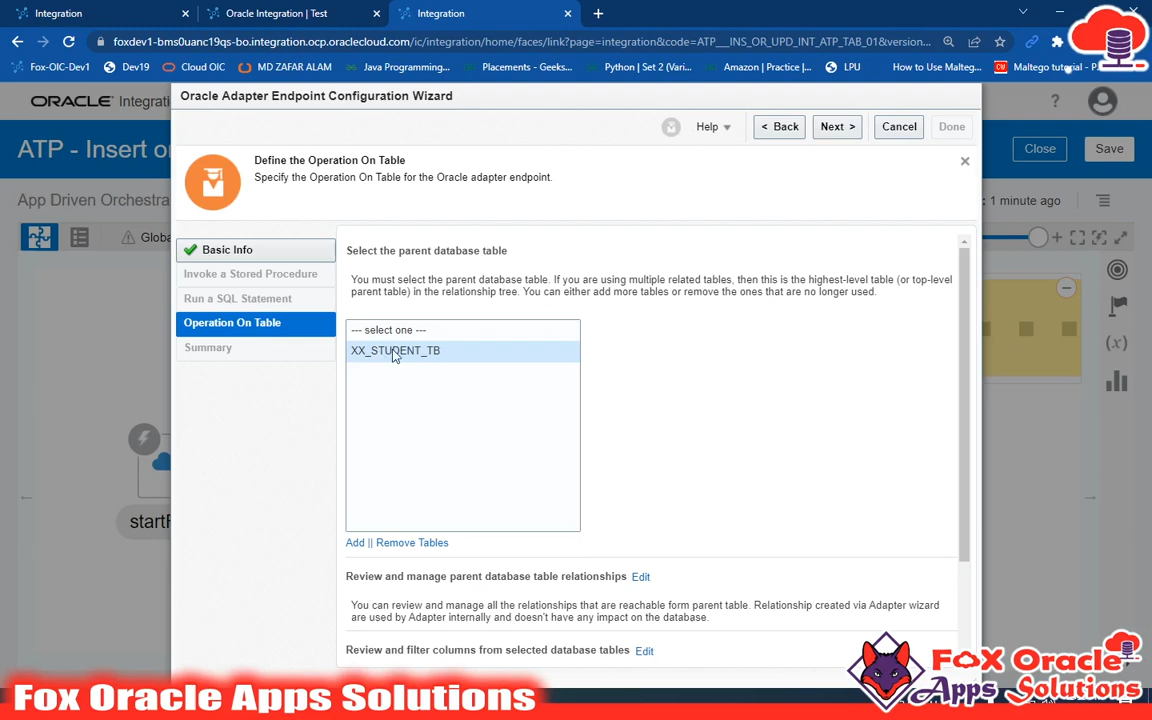 Integration
Oracle Integration | Test
Integration
foxdev1-bms0uanc19qs-bo.integration.ocp.oraclecloud.com/ic/integration/home/faces/link?page=integration&code=ATP___INS_OR_UPD_INT_ATP_TAB_01&version...
Fox-OIC-Dev1
Dev19
Cloud OIC
MD ZAFAR ALAM
Java Programming...
Placements - Geeks...
Python | Set 2 (Vari...
Amazon | Practice |...
LPU
How to Use Malteg...
Maltego tutorial - P
ORACLE Integrati
Oracle Adapter Endpoint Configuration Wizard
Help
< Back
Next >
Cancel
Done
ATP - Insert or
Close
Save
Define the Operation On Table
Specify the Operation On Table for the Oracle adapter endpoint.
App Driven Orchestra
: 1 minute ago
Globa
Basic Info
Invoke a Stored Procedure
Run a SQL Statement
Operation On Table
Summary
Select the parent database table
You must select the parent database table. If you are using multiple related tables, then this is the highest-level table (or top-level
parent table) in the relationship tree. You can either add more tables or remove the ones that are no longer used.
--- select one ---
XX_STUDENT_TB
startF
Add || Remove Tables
Review and manage parent database table relationships Edit
You can review and manage all the relationships that are reachable form parent table. Relationship created via Adapter wizard
are used by Adapter internally and doesn't have any impact on the database.
Review and filter columns from selected database tables Edit
Fox Oracle Apps Solutions
FOX Oracle
Apps Solutions